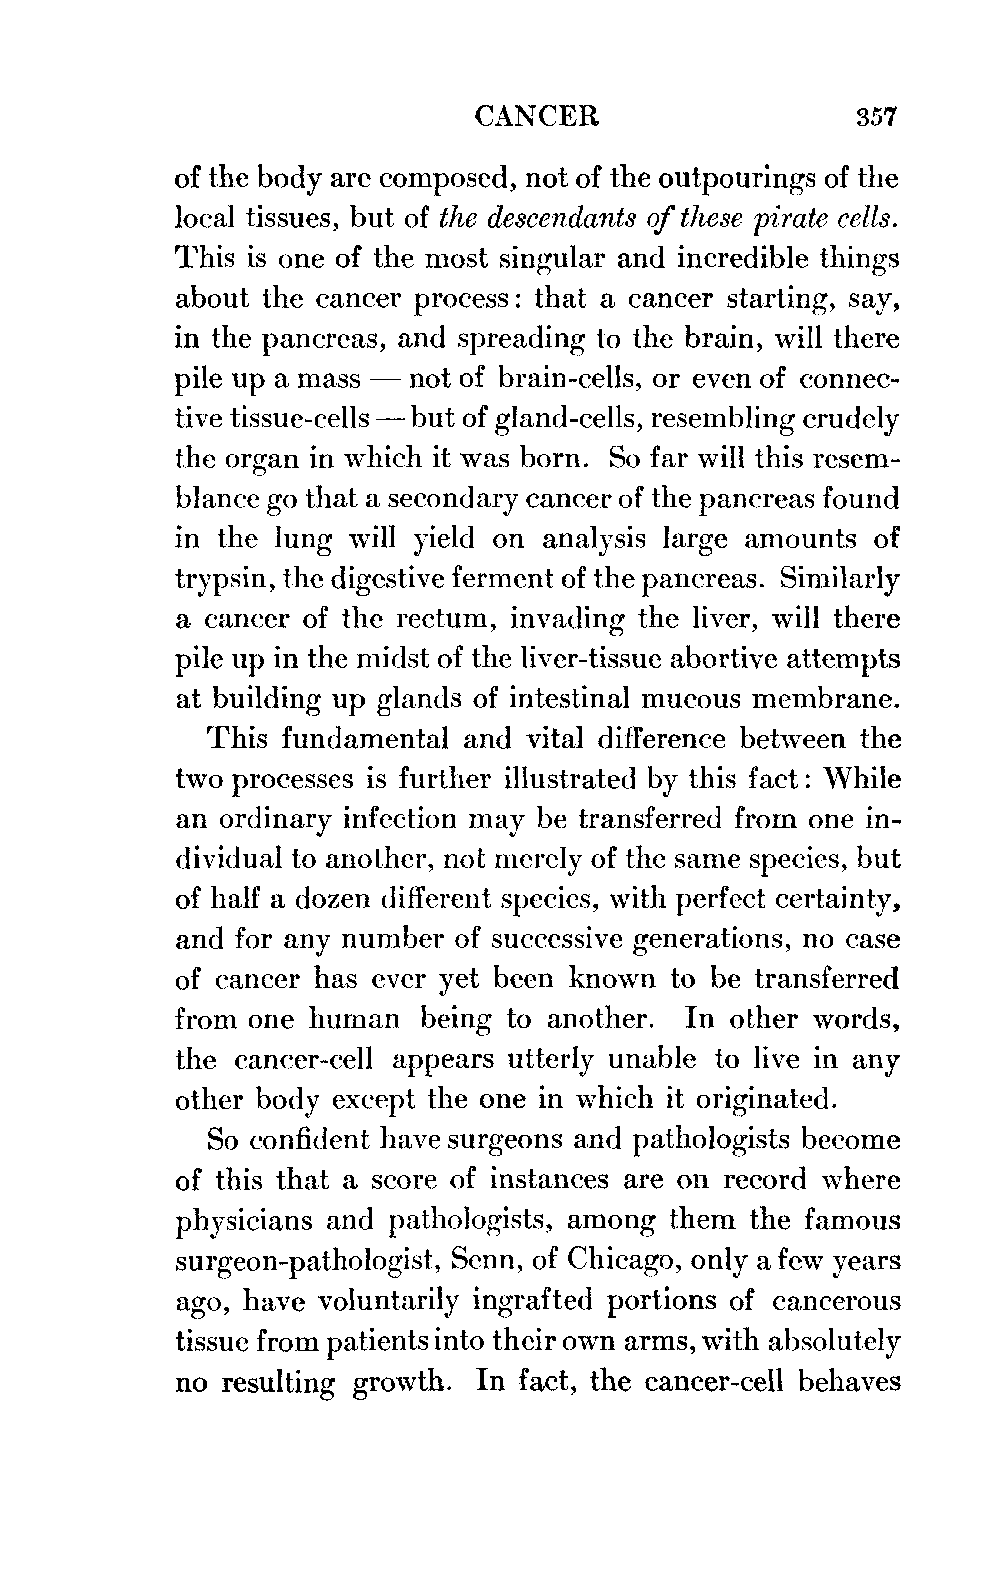 CANCER 357
of the body are composed, not of the outpourings of the
local tissues, but of the descendants of these pirate cells.
This is one of the most singular and incredible things
about the cancer process: that a cancer starting, say,
in the pancreas, and spreading to the brain, will there
pile up a mass — not of brain-cells, or even of connec-
tive tissue-cells — but of gland-cells, resembling crudely
the organ in which it was born. So far will this resem-
blance go that a secondary cancer of the pancreas found
in the lung will yield on analysis large amounts of
trypsin, the digestive ferment of the pancreas. Similarly
a cancer of the rectum, invading the liver, will there
pile up in the midst of the liver-tissue abortive attempts
at building up glands of intestinal mucous membrane.
This fundamental and vital difference between the
two processes is further illustrated by this fact: While
an ordinary infection may be transferred from one in-
dividual to another, not merely of the same species, but
of half a dozen different species, with perfect certainty,
and for any number of successive generations, no case
of cancer has ever yet been known to be transferred
from one human being to another. In other words,
the cancer-cell appears utterly unable to live in any
other body except the one in which it originated.
So confident have surgeons and pathologists become
of this that a score of instances are on record where
physicians and pathologists, among them the famous
surgeon-pathologist, Senn, of Chicago, only a few years
ago, have voluntarily ingrafted portions of cancerous
tissue from patients into their own arms, with absolutely
no resulting growth. In fact, the cancer-cell behaves